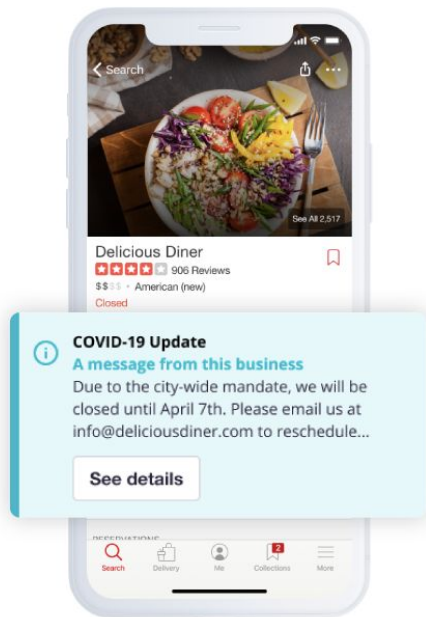 Search
See All 2,517
Delicious Diner
906 Reviews
$$$$ • American (new)
Closed
COVID-19 Update
A message from this business
Due to the city-wide mandate, we will be
closed until April 7th. Please email us at
info@deliciousdiner.com to reschedule...
See details
RESERVATIONS
2
Search Delivery Me Collections More